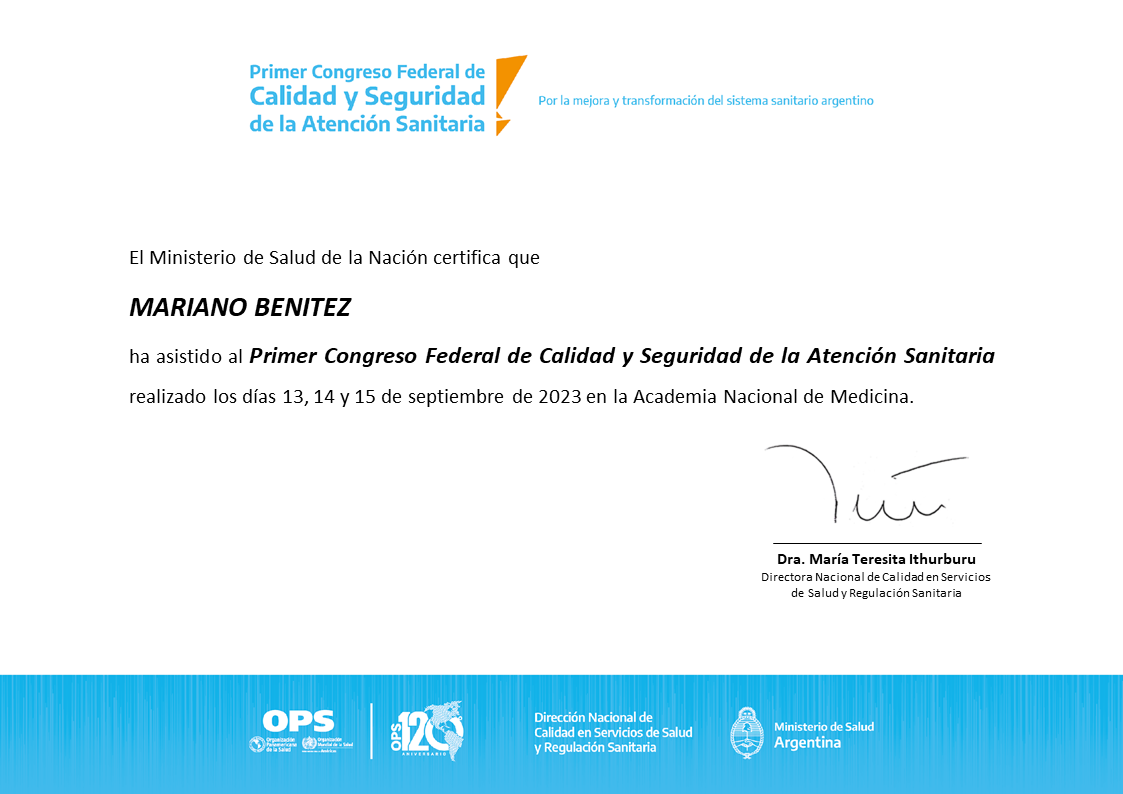 Primer Congreso Federal de
Calidad y Seguridad
de la Atención Sanitaria
Por la mejora y transformación del sistema sanitario argentino
El Ministerio de Salud de la Nación certifica que
MARIANO BENITEZ
ha asistido al Primer Congreso Federal de Calidad y Seguridad de la Atención Sanitaria
realizado los días 13, 14 y 15 de septiembre de 2023 en la Academia Nacional de Medicina.
Dra. María Teresita Ithurburu
Directora Nacional de Calidad en Servicios
de Salud y Regulación Sanitaria
OPS
Organización
Panamericana
de la Salud
Organización
Mundial de la Salud
OPS
120
ANIVERSARIO
Dirección Nacional de
Calidad en Servicios de Salud
y Regulación Sanitaria
Ministerio de Salud
Argentina